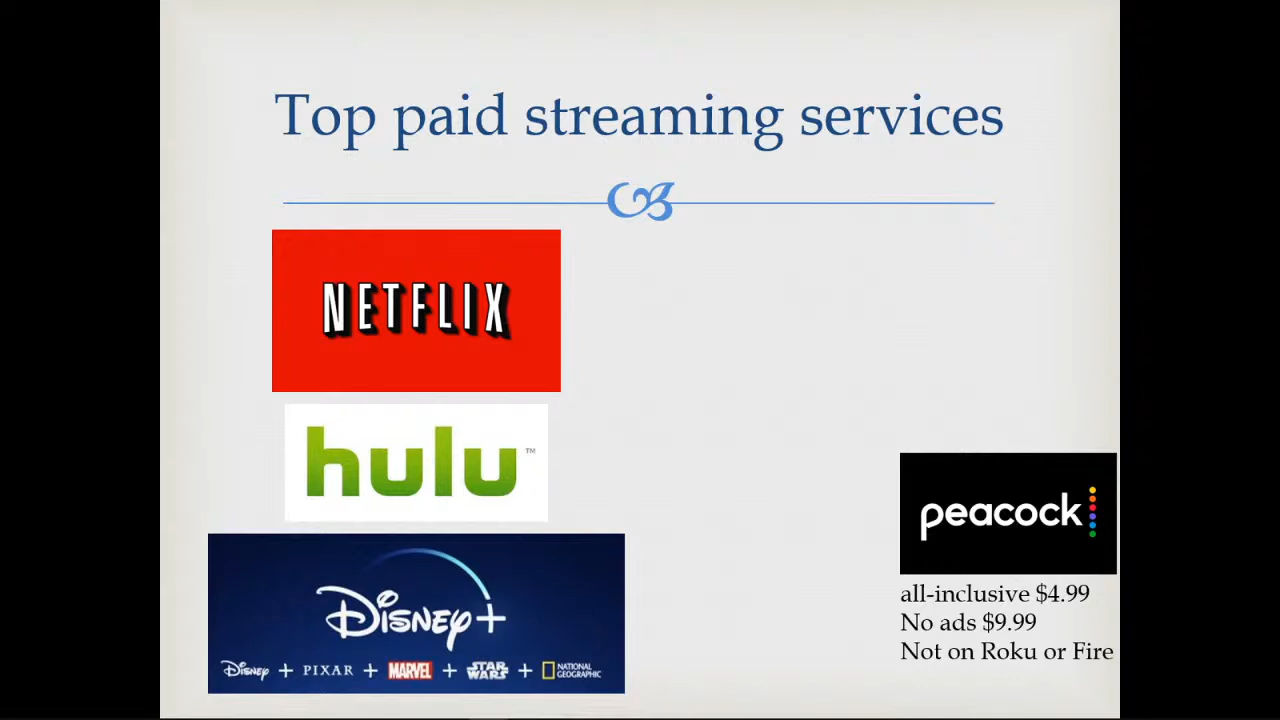 Top paid streaming services
NETFLIX
hulu™
Disney+
Disney + PIXAR + MARVEL + STAR WARS + NATIONAL GEOGRAPHIC
peacock
all-inclusive $4.99
No ads $9.99
Not on Roku or Fire